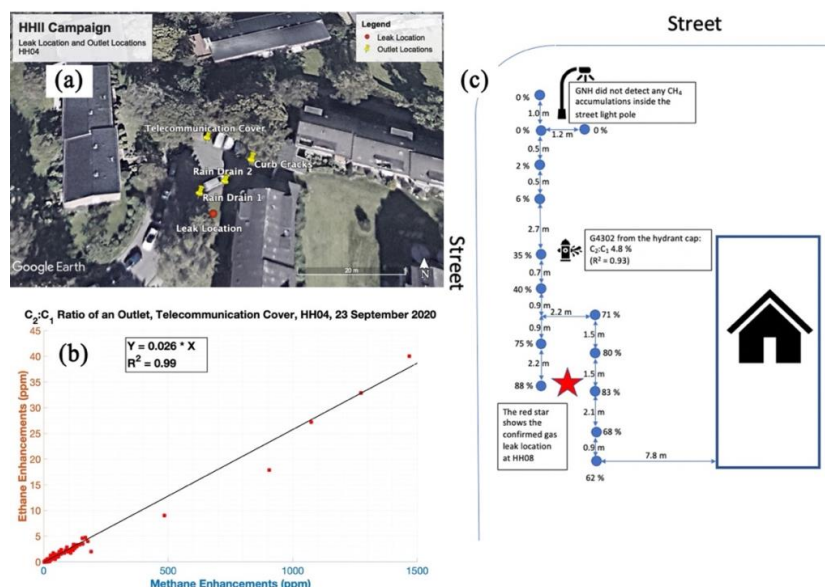 HHII Campaign
Leak Location and Outlet Locations
HH04
Legend
Leak Location
Outlet Locations
(a)
Telecommunication Cover
Curb Cracks
Rain Drain 2
Rain Drain 1
Leak Location
Google Earth
20 m
N
C2:C1 Ratio of an Outlet, Telecommunication Cover, HH04, 23 September 2020
(b)
Y = 0.026 * X
R² = 0.99
Ethane Enhancements (ppm)
45
40
35
30
25
20
15
10
5
0
0
500
1000
1500
Methane Enhancements (ppm)
Street
(c)
Street
GNH did not detect any CH4
accumulations inside the
street light pole
0 %
1.0 m
0 %
1.2 m
0 %
0.5 m
2 %
0.5 m
6 %
2.7 m
G4302 from the hydrant cap:
C2:C1 4.8 %
(R² = 0.93)
35 %
0.7 m
40 %
0.9 m
2.2 m
71 %
0.9 m
1.5 m
75 %
80 %
2.2 m
1.5 m
88 %
83 %
2.1 m
The red star
shows the
confirmed gas
leak location
at HH08
68 %
0.9 m
7.8 m
62 %